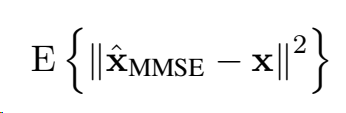 E { ‖x̂_MMSE − x‖² }